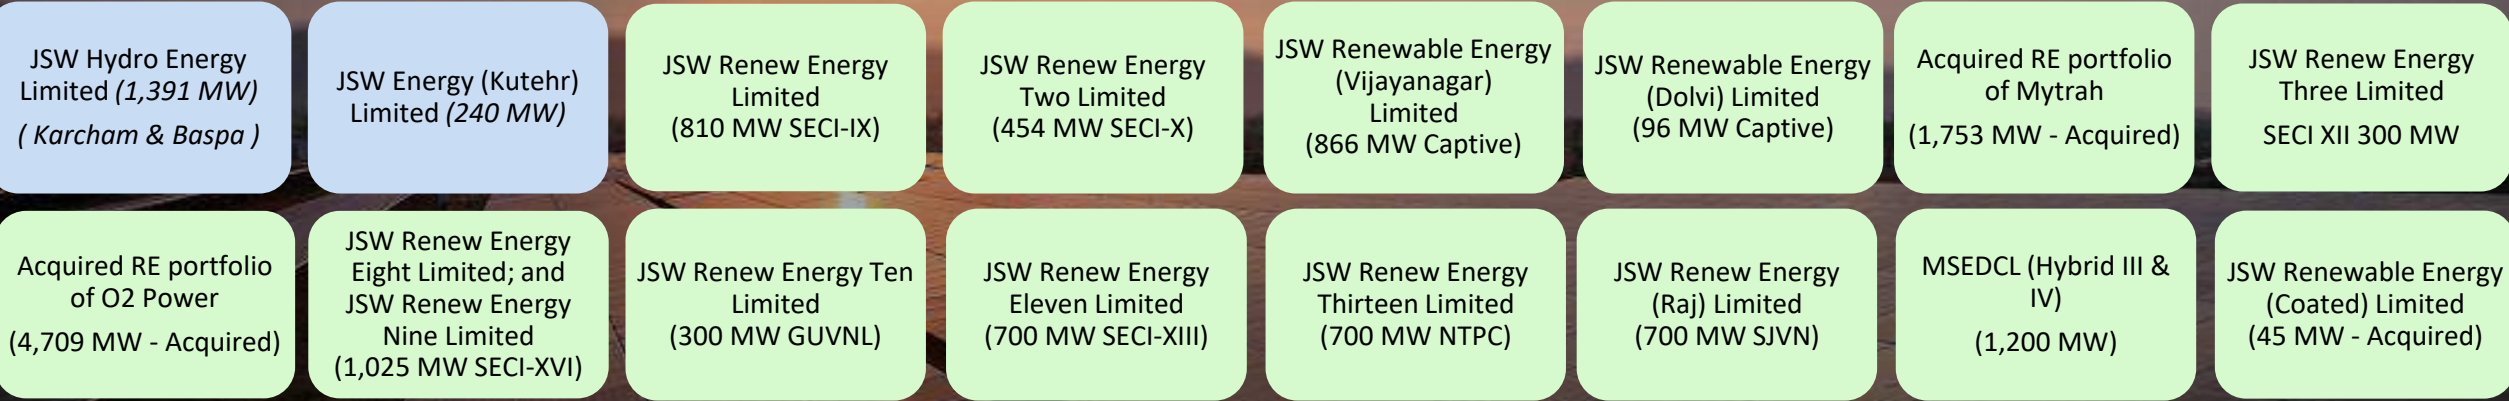 JSW Hydro Energy
Limited (1,391 MW)
( Karcham & Baspa )
JSW Energy (Kutehr)
Limited (240 MW)
JSW Renew Energy
Limited
(810 MW SECI-IX)
JSW Renew Energy
Two Limited
(454 MW SECI-X)
JSW Renewable Energy
(Vijayanagar)
Limited
(866 MW Captive)
JSW Renewable Energy
(Dolvi) Limited
(96 MW Captive)
Acquired RE portfolio
of Mytrah
(1,753 MW - Acquired)
JSW Renew Energy
Three Limited
SECI XII 300 MW
Acquired RE portfolio
of O2 Power
(4,709 MW - Acquired)
JSW Renew Energy
Eight Limited; and
JSW Renew Energy
Nine Limited
(1,025 MW SECI-XVI)
JSW Renew Energy Ten
Limited
(300 MW GUVNL)
JSW Renew Energy
Eleven Limited
(700 MW SECI-XIII)
JSW Renew Energy
Thirteen Limited
(700 MW NTPC)
JSW Renew Energy
(Raj) Limited
(700 MW SJVN)
MSEDCL (Hybrid III &
IV)
(1,200 MW)
JSW Renewable Energy
(Coated) Limited
(45 MW - Acquired)